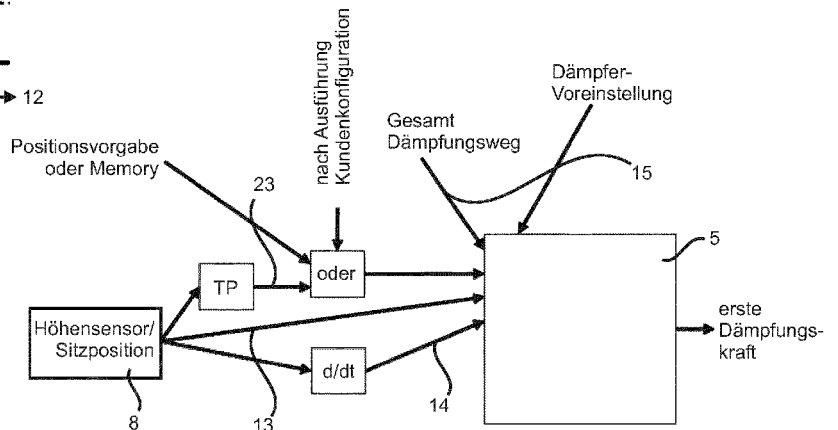 12
Dämpfer-
Voreinstellung
nach Ausführung
Kundenkonfiguration
Gesamt
Dämpfungsweg
Positionsvorgabe
oder Memory
15
23
5
TP
oder
Höhensensor/
Sitzposition
erste
Dämpfungs-
kraft
d/dt
8
13
14